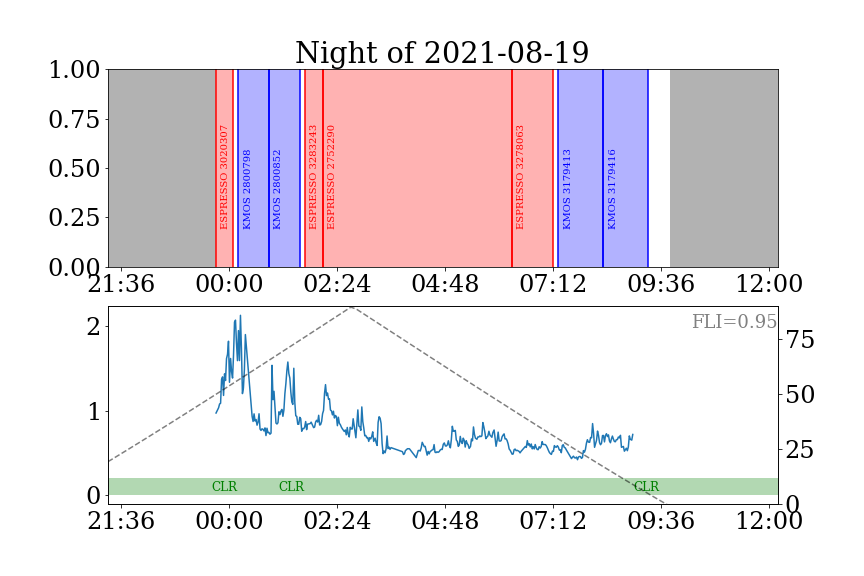 Night of 2021-08-19
1.00
0.75
0.50
0.25
0.00
ESPRESSO 3020307
KMOS 2800798
KMOS 2800852
ESPRESSO 3283243
ESPRESSO 2752290
ESPRESSO 3278063
KMOS 3179413
KMOS 3179416
21:36 00:00 02:24 04:48 07:12 09:36 12:00
FLI=0.95
2
1
0
75
50
25
0
CLR CLR CLR
21:36 00:00 02:24 04:48 07:12 09:36 12:00